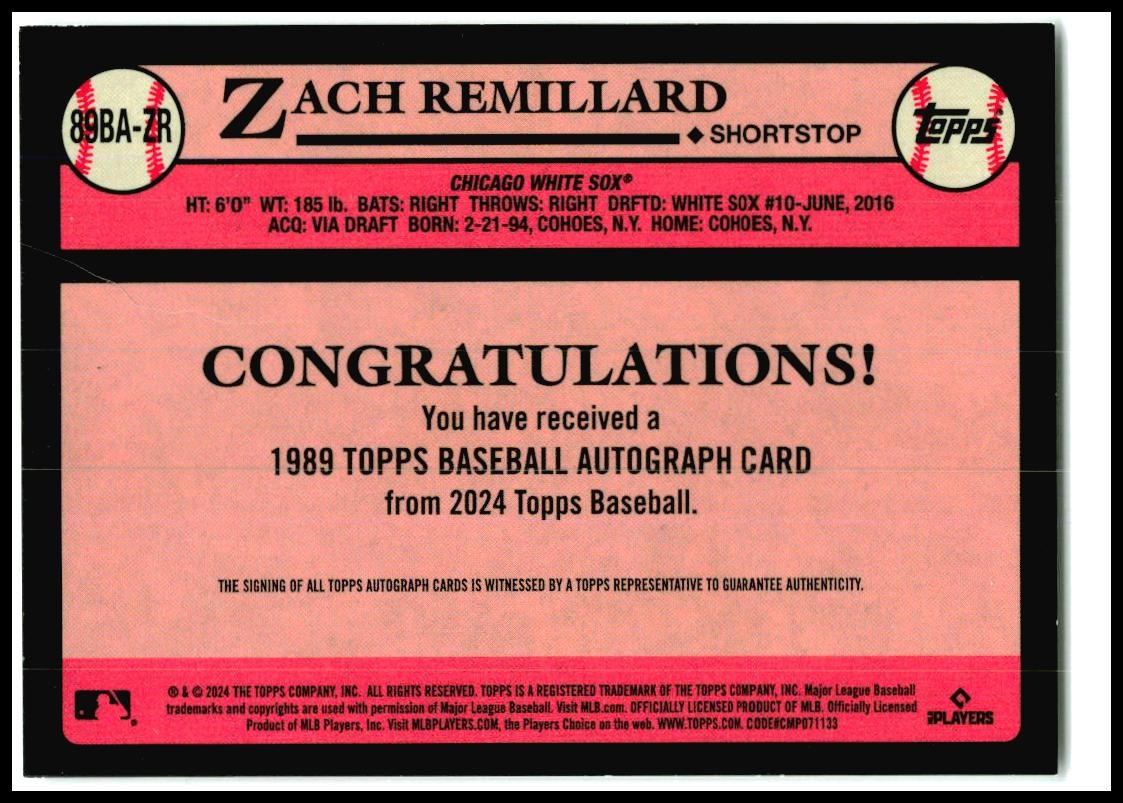 89BA-ZR
ZACH REMILLARD
◆ SHORTSTOP
Topps®
CHICAGO WHITE SOX®
HT: 6'0" WT: 185 lb. BATS: RIGHT THROWS: RIGHT DRFTD: WHITE SOX #10-JUNE, 2016
ACQ: VIA DRAFT BORN: 2-21-94, COHOES, N.Y. HOME: COHOES, N.Y.
CONGRATULATIONS!
You have received a
1989 TOPPS BASEBALL AUTOGRAPH CARD
from 2024 Topps Baseball.
THE SIGNING OF ALL TOPPS AUTOGRAPH CARDS IS WITNESSED BY A TOPPS REPRESENTATIVE TO GUARANTEE AUTHENTICITY.
® & © 2024 THE TOPPS COMPANY, INC. ALL RIGHTS RESERVED. TOPPS IS A REGISTERED TRADEMARK OF THE TOPPS COMPANY, INC. Major League Baseball
trademarks and copyrights are used with permission of Major League Baseball. Visit MLB.com. OFFICIALLY LICENSED PRODUCT OF MLB. Officially Licensed
Product of MLB Players, Inc. Visit MLBPLAYERS.COM, the Players Choice on the web. WWW.TOPPS.COM. CODE#CMP071133
MLB PLAYERS